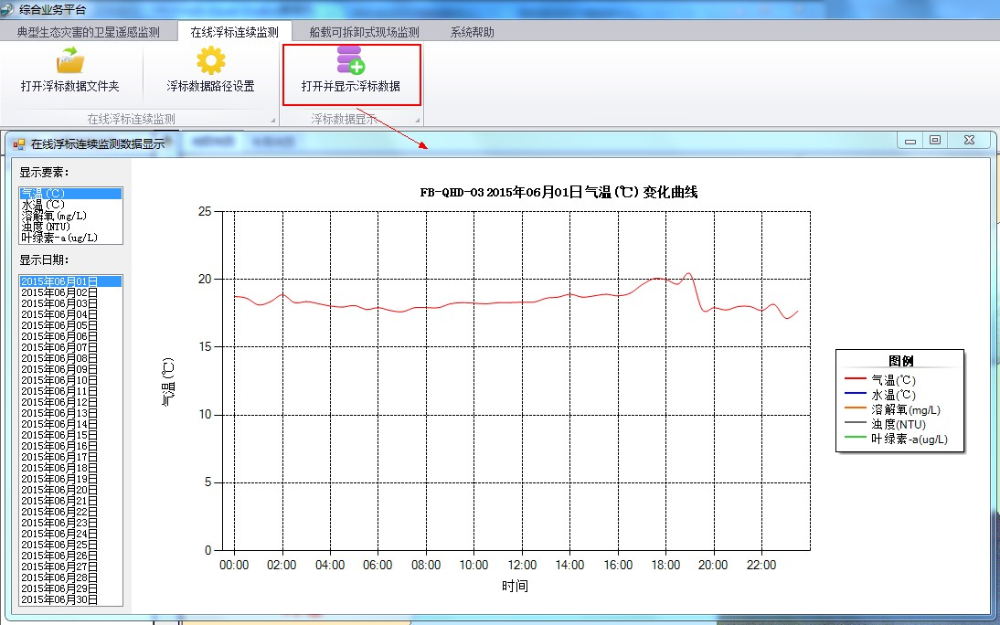 综合业务平台
典型生态灾害的卫星遥感监测
在线浮标连续监测
船载可拆卸式现场监测
系统帮助
打开浮标数据文件夹
浮标数据路径设置
打开并显示浮标数据
在线浮标连续监测
浮标数据显示
在线浮标连续监测数据显示
显示要素:
气温(℃)
水温(℃)
溶解氧(mg/L)
浊度(NTU)
叶绿素-a(ug/L)
显示日期:
2015年06月01日
2015年06月02日
2015年06月03日
2015年06月04日
2015年06月05日
2015年06月06日
2015年06月07日
2015年06月08日
2015年06月09日
2015年06月10日
2015年06月11日
2015年06月12日
2015年06月13日
2015年06月14日
2015年06月15日
2015年06月16日
2015年06月17日
2015年06月18日
2015年06月19日
2015年06月20日
2015年06月21日
2015年06月22日
2015年06月23日
2015年06月24日
2015年06月25日
2015年06月26日
2015年06月27日
2015年06月28日
2015年06月29日
2015年06月30日
FB-QHD-03 2015年06月01日 气温(℃) 变化曲线
25
20
15
10
5
0
气温(℃)
00:00
02:00
04:00
06:00
08:00
10:00
12:00
14:00
16:00
18:00
20:00
22:00
时间
图例
气温(℃)
水温(℃)
溶解氧(mg/L)
浊度(NTU)
叶绿素-a(ug/L)